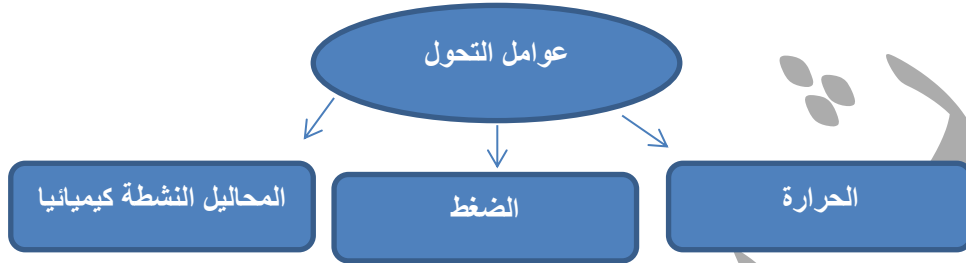 عوامل التحول
الحرارة
الضغط
المحاليل النشطة كيميائيا